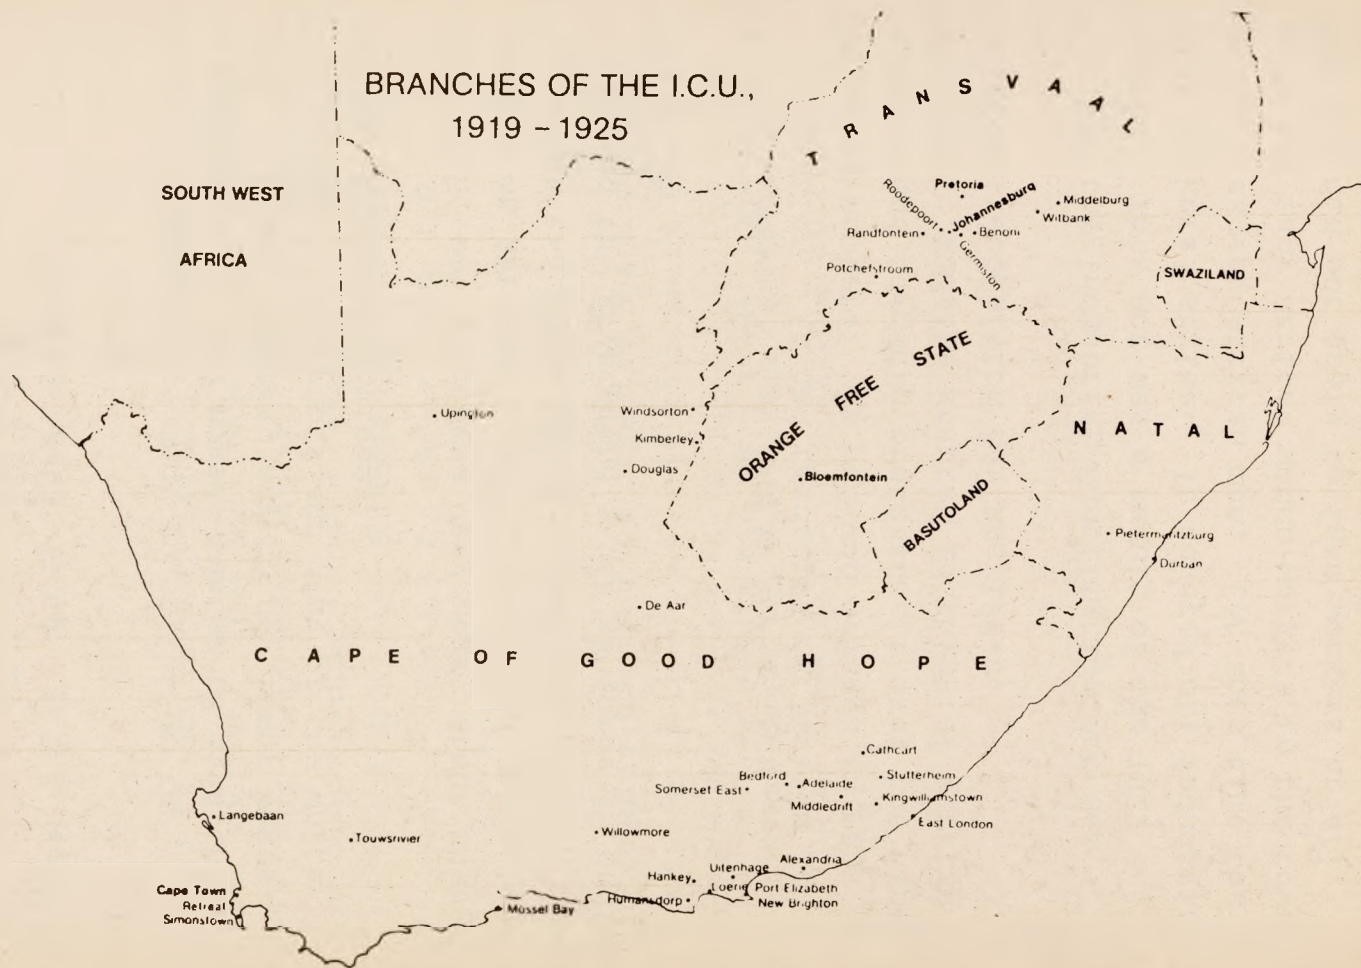 BRANCHES OF THE I.C.U.,
1919 – 1925
SOUTH WEST
AFRICA
TRANSVAAL
Pretoria
Roodepoort
Johannesburg
Middelburg
Witbank
Randfontein
Benoni
Germiston
Potchefstroom
SWAZILAND
ORANGE FREE STATE
NATAL
Upington
Windsorton
Kimberley
Douglas
Bloemfontein
BASUTOLAND
Pietermaritzburg
Durban
De Aar
CAPE OF GOOD HOPE
Cathcart
Bedford
Adelaide
Stutterheim
Somerset East
Middledrift
Kingwilliamstown
East London
Langebaan
Touwsrivier
Willowmore
Alexandria
Uitenhage
Hankey
Loerie
Port Elizabeth
Humansdorp
New Brighton
Cape Town
Retreat
Simonstown
Mossel Bay